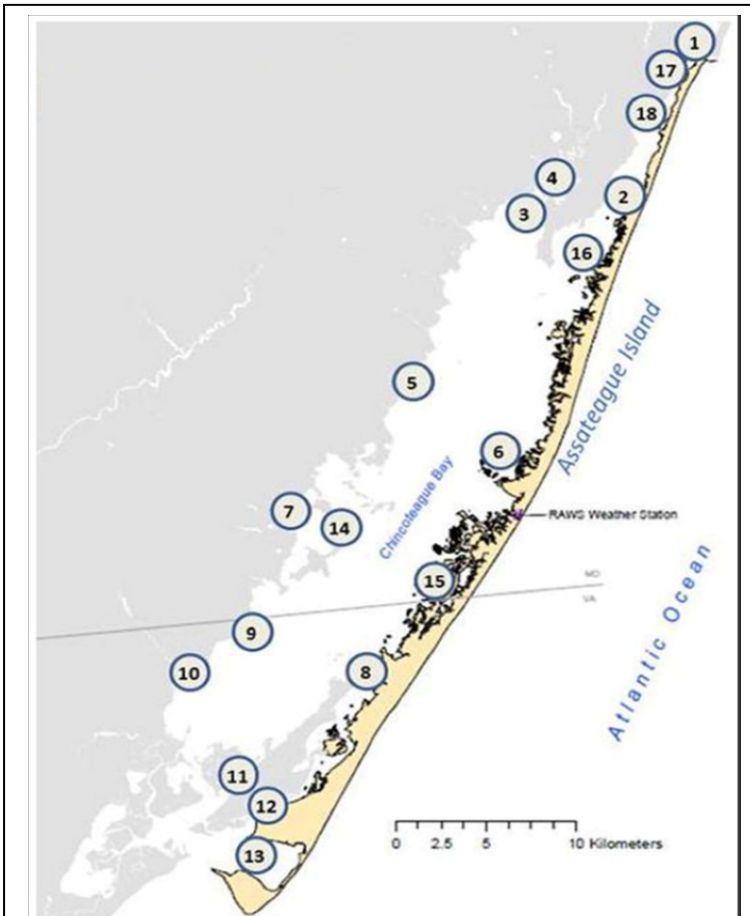 1
17
18
4
2
3
16
Assateague Island
5
6
Chincoteague Bay
7
14
RAWS Weather Station
Atlantic Ocean
15
MD
VA
9
10
8
11
12
13
0 2.5 5 10 Kilometers